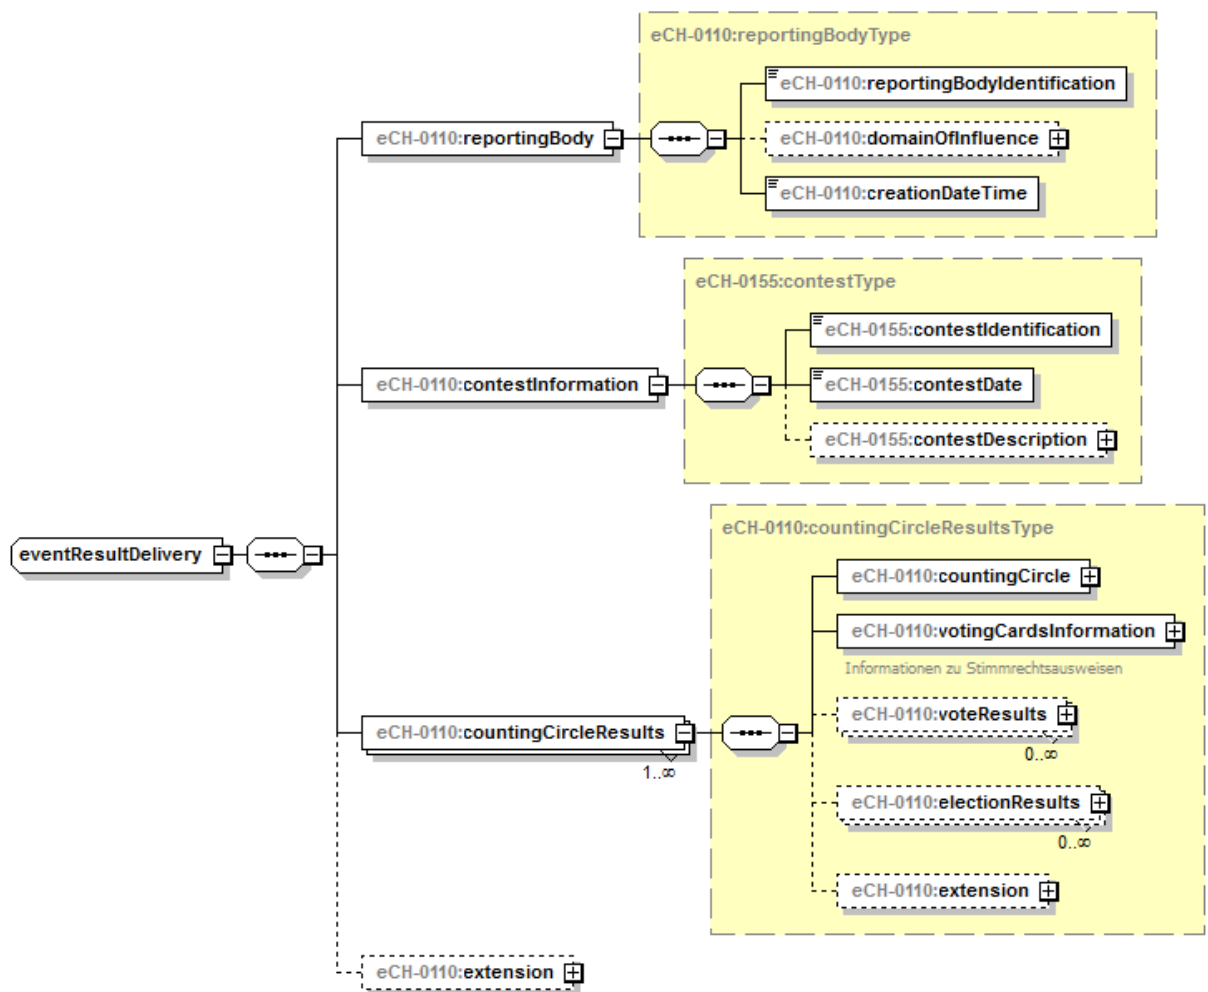 eCH-0110:reportingBodyType
eCH-0110:reportingBodyIdentification
eCH-0110:reportingBody
eCH-0110:domainOfInfluence
eCH-0110:creationDateTime
eCH-0155:contestType
eCH-0155:contestIdentification
eCH-0110:contestInformation
eCH-0155:contestDate
eCH-0155:contestDescription
eCH-0110:countingCircleResultsType
eventResultDelivery
eCH-0110:countingCircle
eCH-0110:votingCardsInformation
Informationen zu Stimmrechtsausweisen
eCH-0110:voteResults
0..∞
eCH-0110:countingCircleResults
1..∞
eCH-0110:electionResults
0..∞
eCH-0110:extension
eCH-0110:extension